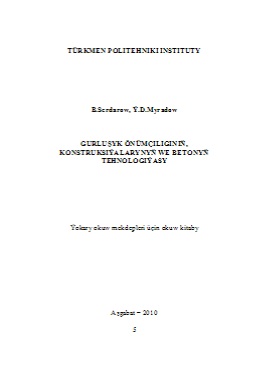 TÜRKMEN POLITEHNIKI INSTITUTY
B.Serdarow, Ý.D.Myradow
GURLUŞYK ÖNÜMÇILIGINIŇ,
KONSTRUKSIÝALARYNYŇ WE BETONYŇ
TEHNOLOGIÝASY
Ýokary okuw mekdepleri üçin okuw kitaby
Aşgabat – 2010
5